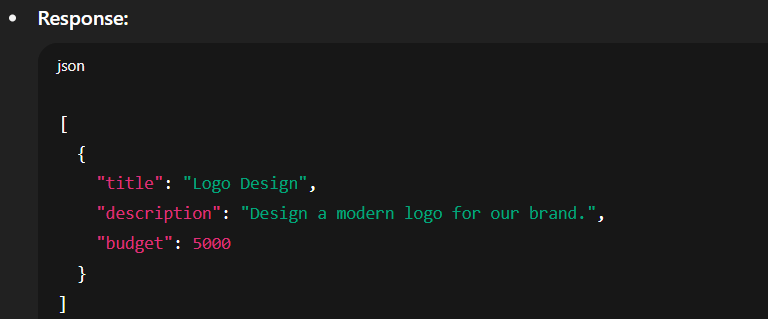 Response:
json
[
{
"title": "Logo Design",
"description": "Design a modern logo for our brand.",
"budget": 5000
}
]